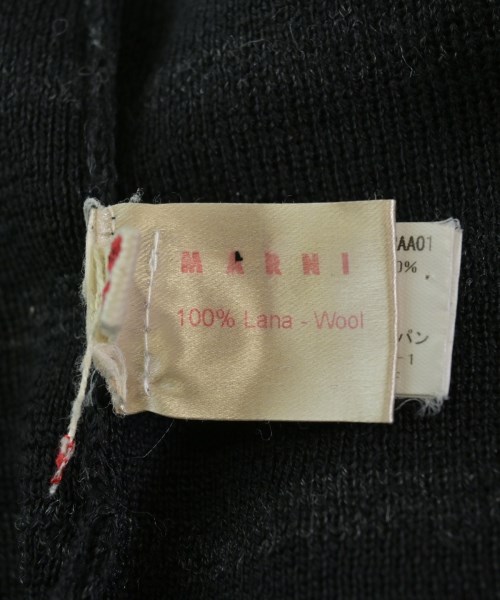 MARNI
100% Lana - Wool
AA01
0%
パン
-1